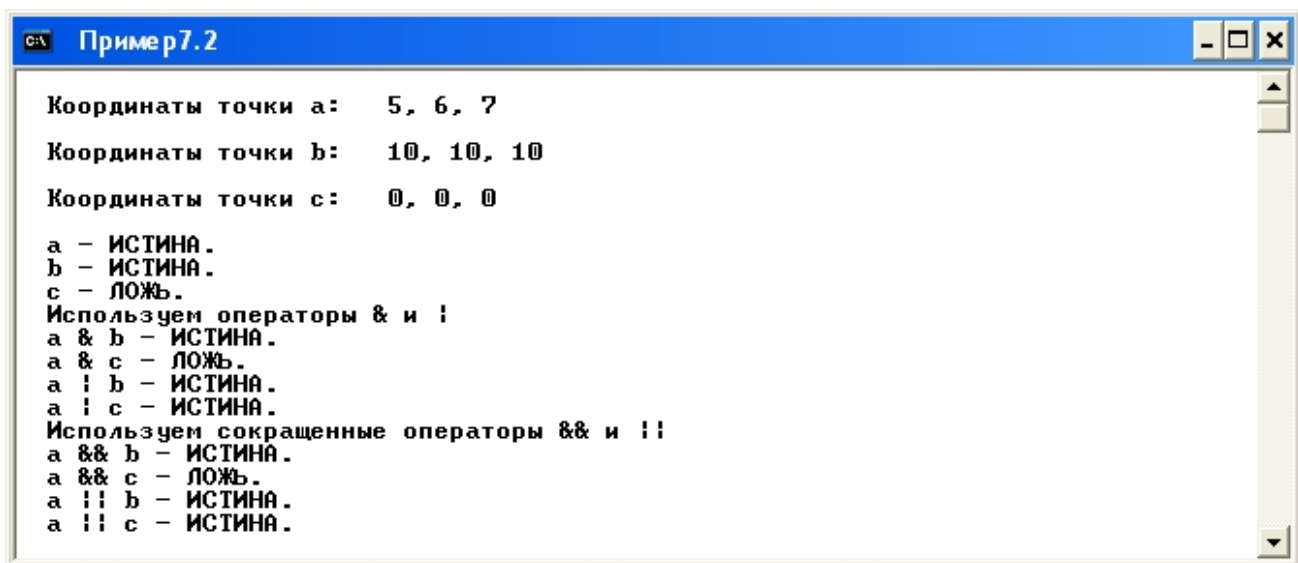 Пример7.2
Координаты точки a: 5, 6, 7
Координаты точки b: 10, 10, 10
Координаты точки c: 0, 0, 0
a - ИСТИНА.
b - ИСТИНА.
c - ЛОЖЬ.
Используем операторы & и |
a & b - ИСТИНА.
a & c - ЛОЖЬ.
a | b - ИСТИНА.
a | c - ИСТИНА.
Используем сокращенные операторы && и ||
a && b - ИСТИНА.
a && c - ЛОЖЬ.
a || b - ИСТИНА.
a || c - ИСТИНА.